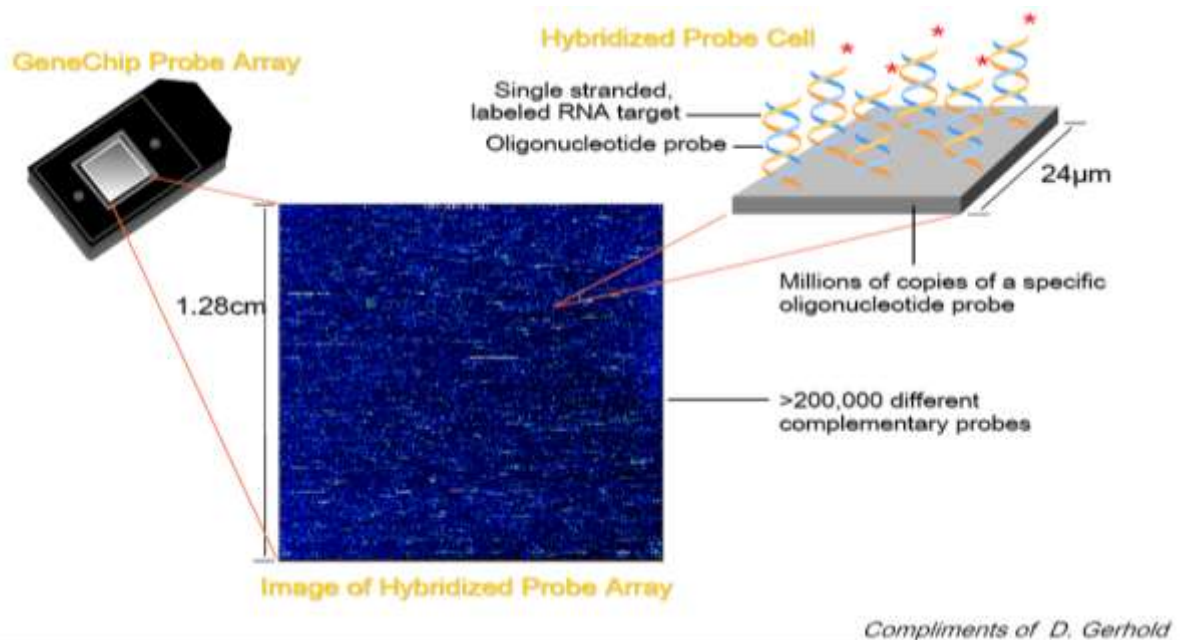 GeneChip Probe Array
Hybridized Probe Cell
Single stranded,
labeled RNA target
Oligonucleotide probe
24μm
1.28cm
Millions of copies of a specific
oligonucleotide probe
>200,000 different
complementary probes
Image of Hybridized Probe Array
Compliments of D. Gerhold